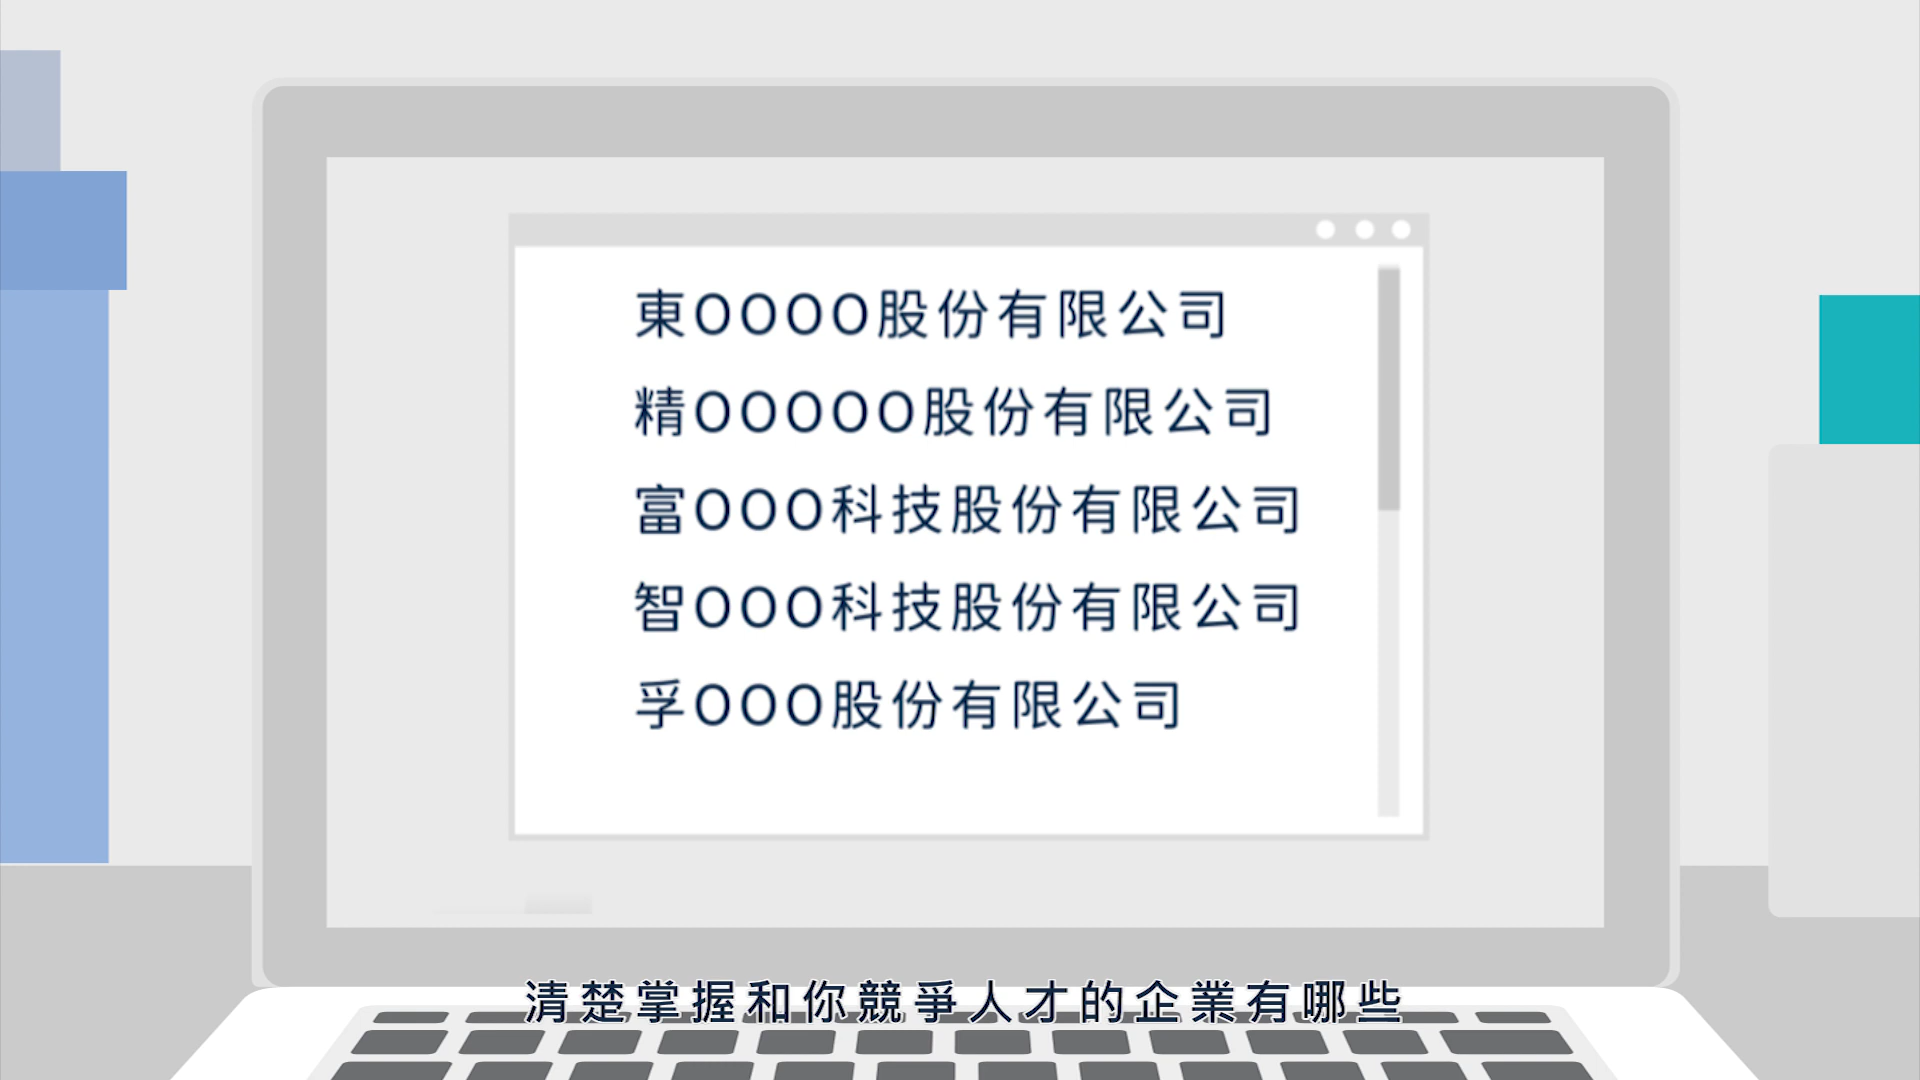 東OOOO股份有限公司
精OOOOO股份有限公司
富OOO科技股份有限公司
智OOO科技股份有限公司
孚OOO股份有限公司
清楚掌握和你競爭人才的企業有哪些